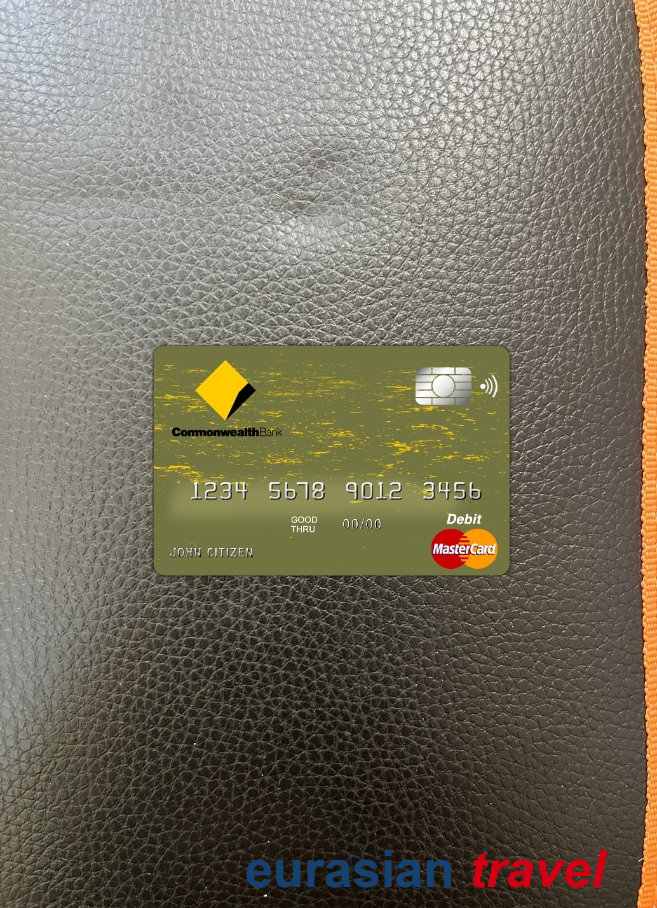 CommonwealthBank
1234 5678 9012 3456
GOOD
THRU
00/00
Debit
MasterCard
JOHN CITIZEN
eurasian travel